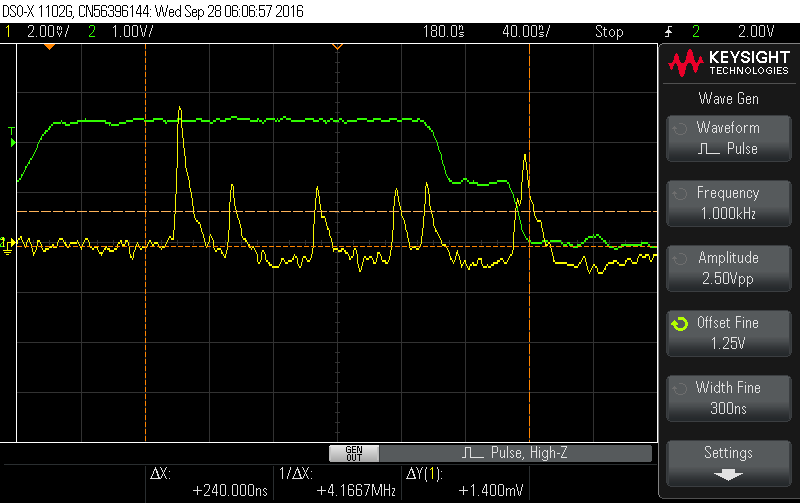 DSO-X 1102G, CN56396144: Wed Sep 28 06:06:57 2016
1 2.00mV/ 2 1.00V/ 180.0ns 40.00ns/ Stop 2 2.00V
KEYSIGHT
TECHNOLOGIES
Wave Gen
Waveform
Pulse
Frequency
1.000kHz
Amplitude
2.50Vpp
Offset Fine
1.25V
Width Fine
300ns
Settings
T
2
GEN
OUT
Pulse, High-Z
ΔX:
+240.000ns
1/ΔX:
+4.1667MHz
ΔY(1):
+1.400mV